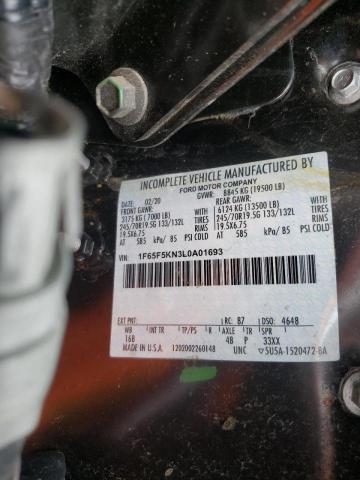 INCOMPLETE VEHICLE MANUFACTURED BY
FORD MOTOR COMPANY
DATE: 02/20 GVWR: 8845 KG (19500 LB)
FRONT GAWR: REAR GAWR:
3175 KG (7000 LB) 6124 KG (13500 LB)
245/70R19.5G 133/132L TIRES 245/70R19.5G 133/132L TIRES
19.5X6.75 RIMS 19.5X6.75 RIMS
AT 585 kPa/ 85 PSI COLD AT 585 kPa/ 85 PSI COLD
VIN: 1F65F5KN3L0A01693
EXT PNT: RC: B7 DSO: 4648
WB INT TR TP/PS R AXLE TR SPR
168 48 P 33XX
MADE IN U.S.A. 1202002260148 UNC ▽5U5A-1520472-BA